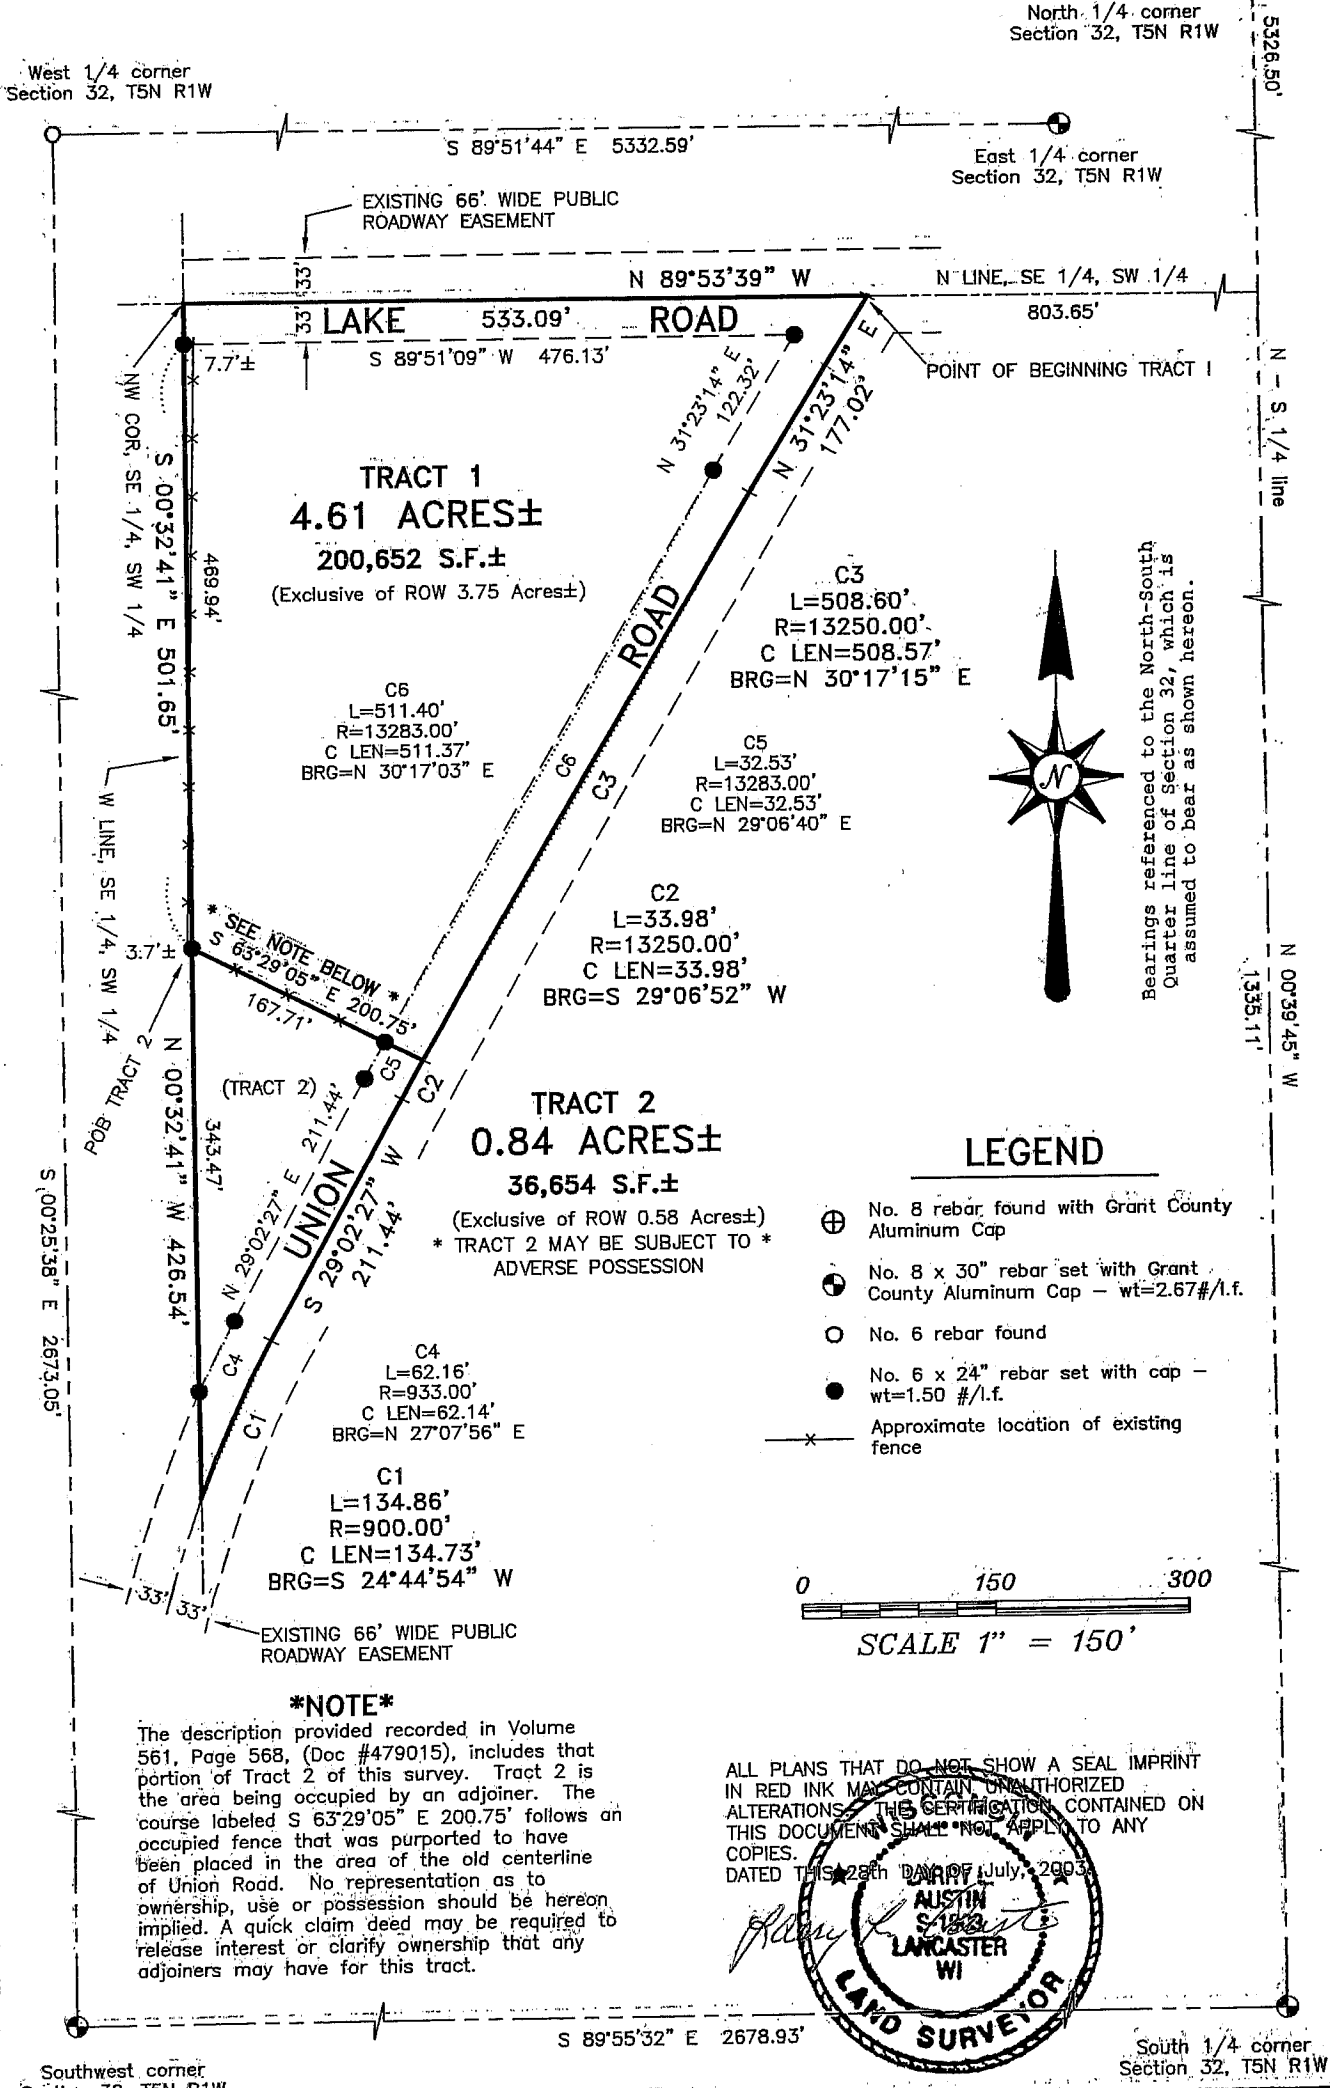 North 1/4 corner
Section 32, T5N R1W
5326.50'
West 1/4 corner
Section 32, T5N R1W
S 89°51'44" E 5332.59'
East 1/4 corner
Section 32, T5N R1W
EXISTING 66' WIDE PUBLIC
ROADWAY EASEMENT
33'
33'
N 89°53'39" W
N LINE, SE 1/4, SW 1/4
LAKE 533.09' ROAD
803.65'
7.7'±
S 89°51'09" W 476.13'
POINT OF BEGINNING TRACT 1
N 31°23'14" E
122.32'
N 31°23'14" E
177.02'
N - S 1/4 line
NW COR, SE 1/4, SW 1/4
S 00°32'41" E 501.65'
469.94'
TRACT 1
4.61 ACRES±
200,652 S.F.±
(Exclusive of ROW 3.75 Acres±)
ROAD
C3
L=508.60'
R=13250.00'
C LEN=508.57'
BRG=N 30°17'15" E
C6
L=511.40'
R=13283.00'
C LEN=511.37'
BRG=N 30°17'03" E
C6
C3
C5
L=32.53'
R=13283.00'
C LEN=32.53'
BRG=N 29°06'40" E
N
Bearings referenced to the North-South
Quarter line of Section 32, which is
assumed to bear as shown hereon.
W LINE, SE 1/4, SW 1/4
C2
L=33.98'
R=13250.00'
C LEN=33.98'
BRG=S 29°06'52" W
3.7'±
* SEE NOTE BELOW *
S 63°29'05" E 200.75'
167.71'
N 00°39'45" W
1335.11'
POB TRACT 2
(TRACT 2)
C5
C2
N 00°32'41" W 426.54'
343.47'
N 29°02'27" E 211.44'
UNION
S 29°02'27" W
211.44'
TRACT 2
0.84 ACRES±
36,654 S.F.±
(Exclusive of ROW 0.58 Acres±)
* TRACT 2 MAY BE SUBJECT TO *
ADVERSE POSSESSION
LEGEND
No. 8 rebar found with Grant County
Aluminum Cap
No. 8 x 30" rebar set with Grant
County Aluminum Cap - wt=2.67#/l.f.
No. 6 rebar found
No. 6 x 24" rebar set with cap -
wt=1.50 #/l.f.
Approximate location of existing
fence
S 00°25'38" E 2673.05'
C4
C1
C4
L=62.16'
R=933.00'
C LEN=62.14'
BRG=N 27°07'56" E
C1
L=134.86'
R=900.00'
C LEN=134.73'
BRG=S 24°44'54" W
33'
33'
EXISTING 66' WIDE PUBLIC
ROADWAY EASEMENT
0 150 300
SCALE 1" = 150'
*NOTE*
The description provided recorded in Volume
561, Page 568, (Doc #479015), includes that
portion of Tract 2 of this survey. Tract 2 is
the area being occupied by an adjoiner. The
course labeled S 63°29'05" E 200.75' follows an
occupied fence that was purported to have
been placed in the area of the old centerline
of Union Road. No representation as to
ownership, use or possession should be hereon
implied. A quick claim deed may be required to
release interest or clarify ownership that any
adjoiners may have for this tract.
ALL PLANS THAT DO NOT SHOW A SEAL IMPRINT
IN RED INK MAY CONTAIN UNAUTHORIZED
ALTERATIONS. THE CERTIFICATION CONTAINED ON
THIS DOCUMENT SHALL NOT APPLY TO ANY
COPIES.
DATED THIS 28th DAY OF July, 2003
WISCONSIN
LARRY L.
AUSTIN
LANCASTER
WI
LAND SURVEYOR
S 89°55'32" E 2678.93'
South 1/4 corner
Section 32, T5N R1W
Southwest corner